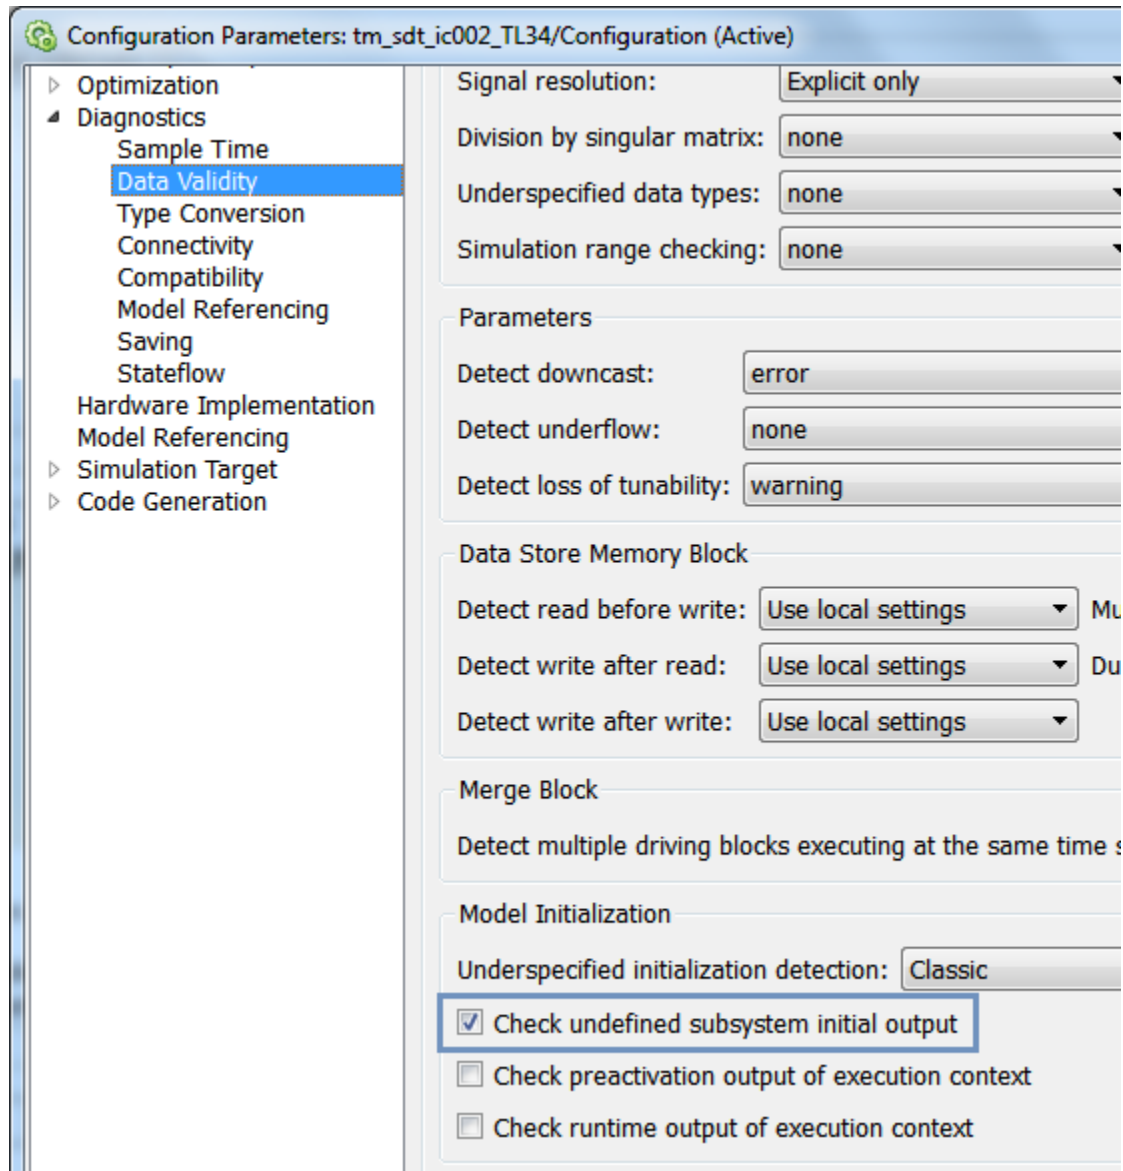 Configuration Parameters: tm_sdt_ic002_TL34/Configuration (Active)
Optimization
Diagnostics
Sample Time
Data Validity
Type Conversion
Connectivity
Compatibility
Model Referencing
Saving
Stateflow
Hardware Implementation
Model Referencing
Simulation Target
Code Generation
Signal resolution: Explicit only
Division by singular matrix: none
Underspecified data types: none
Simulation range checking: none
Parameters
Detect downcast: error
Detect underflow: none
Detect loss of tunability: warning
Data Store Memory Block
Detect read before write: Use local settings Mu
Detect write after read: Use local settings Du
Detect write after write: Use local settings
Merge Block
Detect multiple driving blocks executing at the same time s
Model Initialization
Underspecified initialization detection: Classic
Check undefined subsystem initial output
Check preactivation output of execution context
Check runtime output of execution context